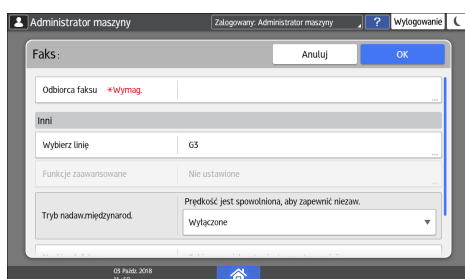 Administrator maszyny
Zalogowany: Administrator maszyny
?
Wylogowanie
Faks:
Anuluj
OK
Odbiorca faksu *Wymag.
...
Inni
Wybierz linię G3
...
Funkcje zaawansowane Nie ustawione
...
Prędkość jest spowolniona, aby zapewnić niezaw.
Tryb nadaw.międzynarod.
Wyłączone
03 Paźdz. 2018